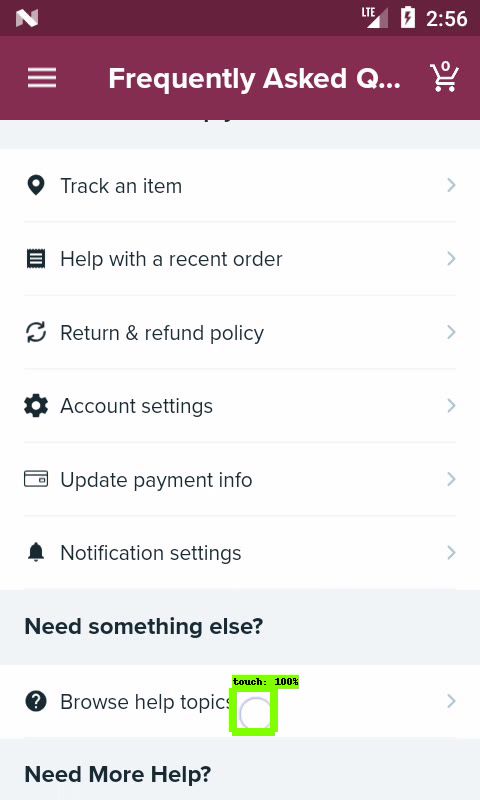 LTE 2:56
Frequently Asked Q...
0
Track an item
Help with a recent order
Return & refund policy
Account settings
Update payment info
Notification settings
Need something else?
touch: 100%
Browse help topics
Need More Help?